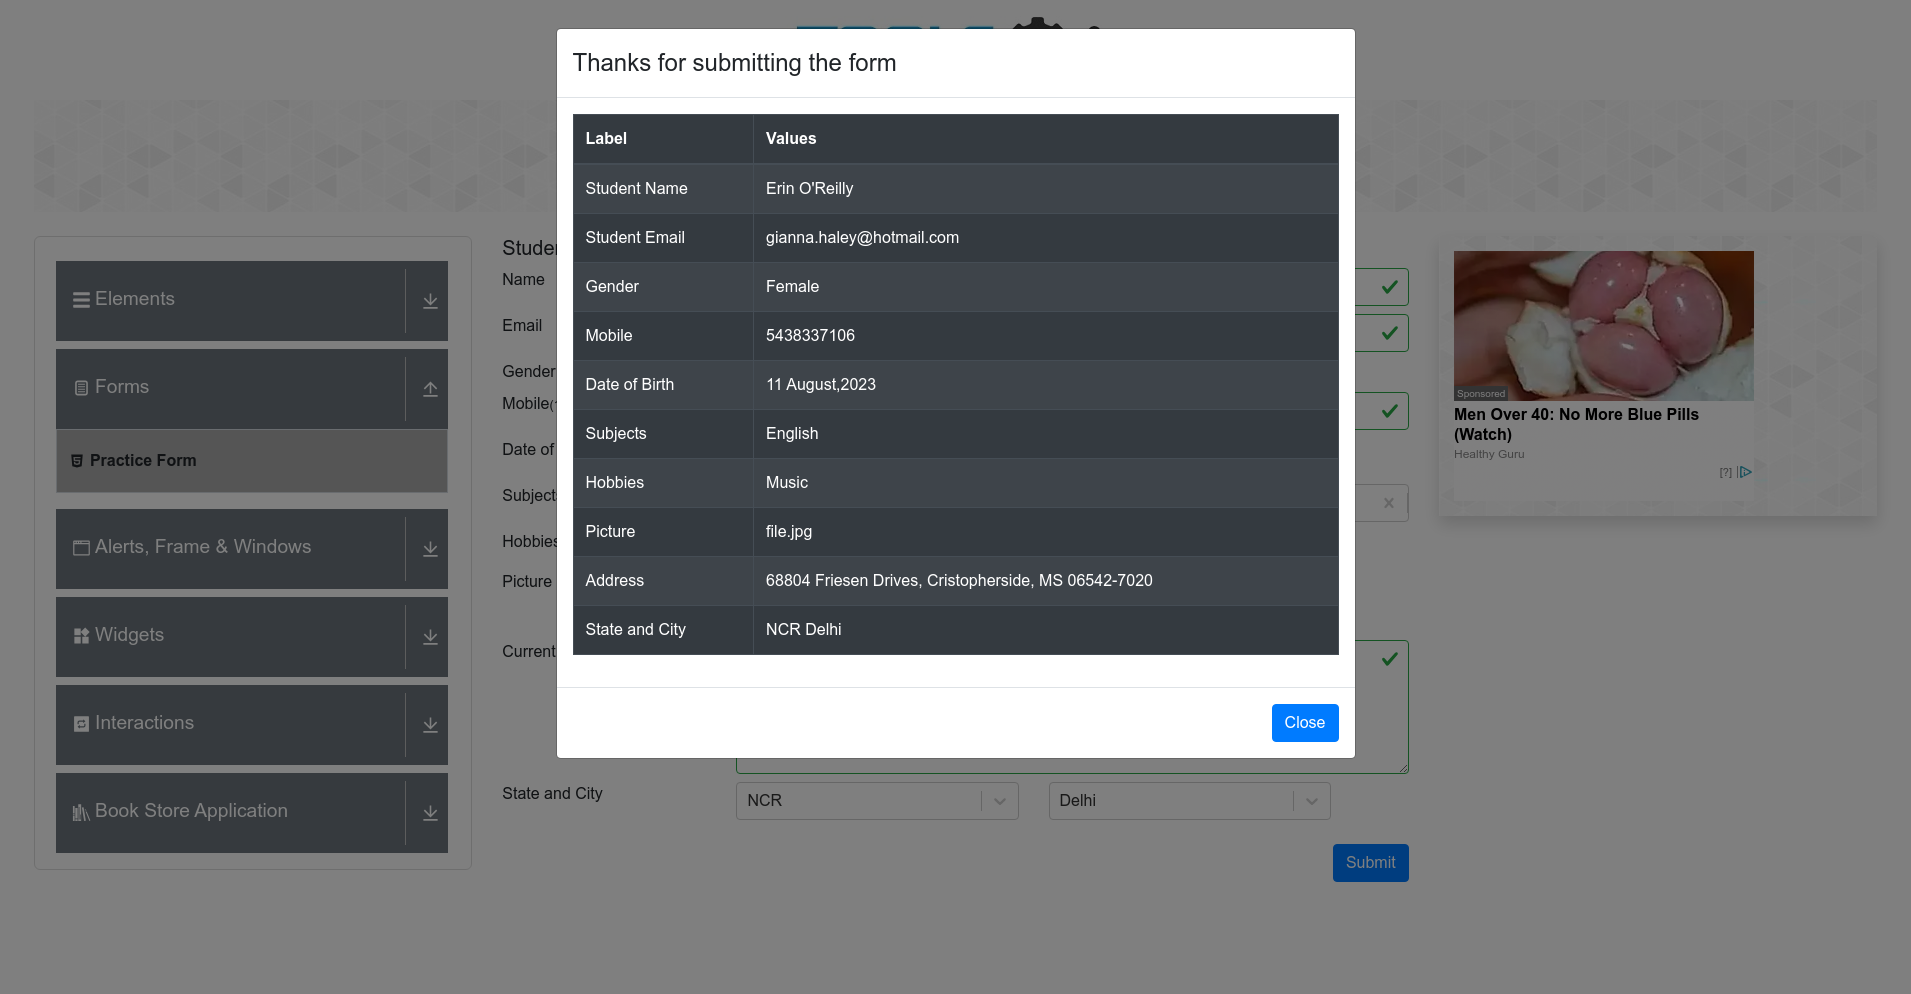 Thanks for submitting the form
Label Values
Student Name Erin O'Reilly
Student Email gianna.haley@hotmail.com
Gender Female
Mobile 5438337106
Date of Birth 11 August,2023
Subjects English
Hobbies Music
Picture file.jpg
Address 68804 Friesen Drives, Cristopherside, MS 06542-7020
State and City NCR Delhi
Close
Elements
Forms
Practice Form
Alerts, Frame & Windows
Widgets
Interactions
Book Store Application
Name
Email
Gender
Date of
Hobbies
Picture
Current
State and City NCR Delhi
Submit
Sponsored
Men Over 40: No More Blue Pills
(Watch)
Healthy Guru
[?]